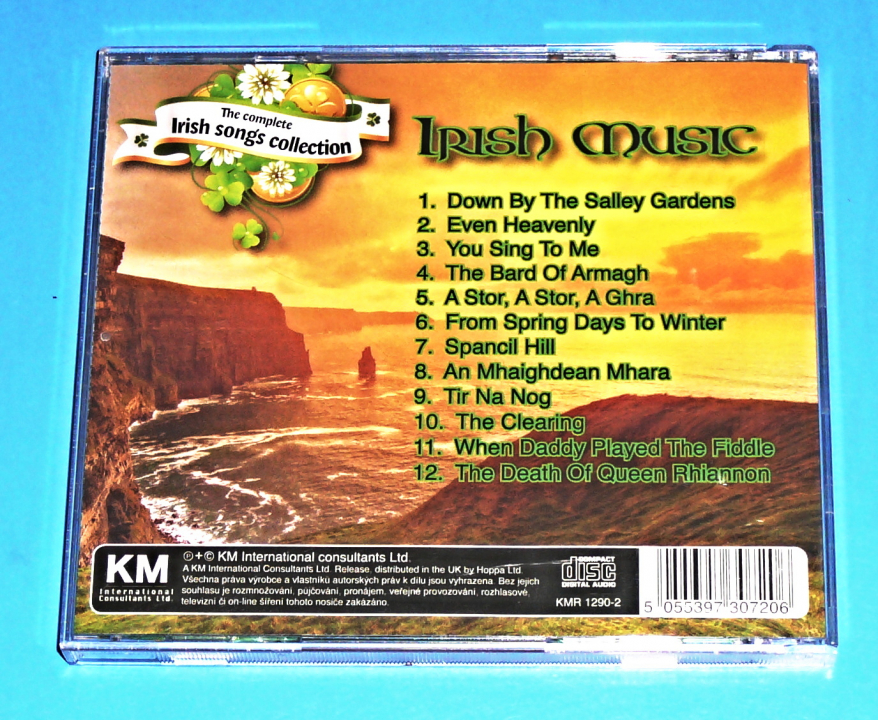 The complete
Irish songs collection
Irish Music
1. Down By The Salley Gardens
2. Even Heavenly
3. You Sing To Me
4. The Bard Of Armagh
5. A Stor, A Stor, A Ghra
6. From Spring Days To Winter
7. Spancil Hill
8. An Mhaighdean Mhara
9. Tir Na Nog
10. The Clearing
11. When Daddy Played The Fiddle
12. The Death Of Queen Rhiannon
KM
International
Consultants Ltd.
℗+© KM International consultants Ltd.
A KM International Consultants Ltd. Release, distributed in the UK by Hoppa Ltd.
Všechna práva výrobce a vlastníků autorských práv k dílu jsou vyhrazena. Bez jejich
souhlasu je rozmnožování, půjčování, pronájem, veřejné provozování, rozhlasové,
televizní či on-line šíření tohoto nosiče zakázáno.
COMPACT
disc
DIGITAL AUDIO
KMR 1290-2
5 055397 307206